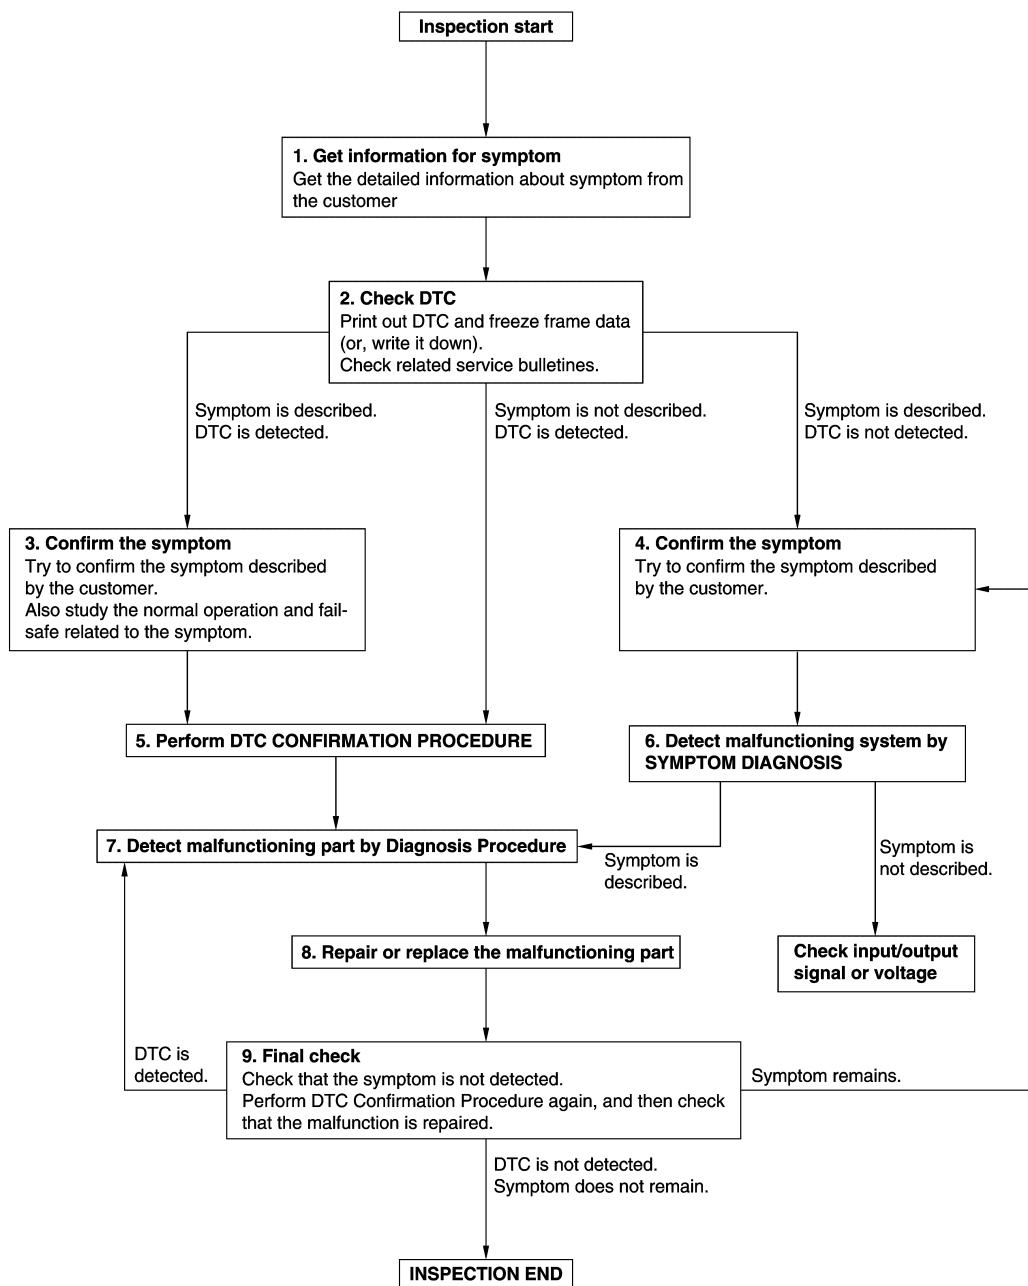 Inspection start
1. Get information for symptom
Get the detailed information about symptom from
the customer
2. Check DTC
Print out DTC and freeze frame data
(or, write it down).
Check related service bulletines.
Symptom is described.
DTC is detected.
Symptom is not described.
DTC is detected.
Symptom is described.
DTC is not detected.
3. Confirm the symptom
Try to confirm the symptom described
by the customer.
Also study the normal operation and fail-
safe related to the symptom.
4. Confirm the symptom
Try to confirm the symptom described
by the customer.
5. Perform DTC CONFIRMATION PROCEDURE
6. Detect malfunctioning system by
SYMPTOM DIAGNOSIS
7. Detect malfunctioning part by Diagnosis Procedure
Symptom is
described.
Symptom is
not described.
8. Repair or replace the malfunctioning part
Check input/output
signal or voltage
DTC is
detected.
9. Final check
Check that the symptom is not detected.
Perform DTC Confirmation Procedure again, and then check
that the malfunction is repaired.
Symptom remains.
DTC is not detected.
Symptom does not remain.
INSPECTION END